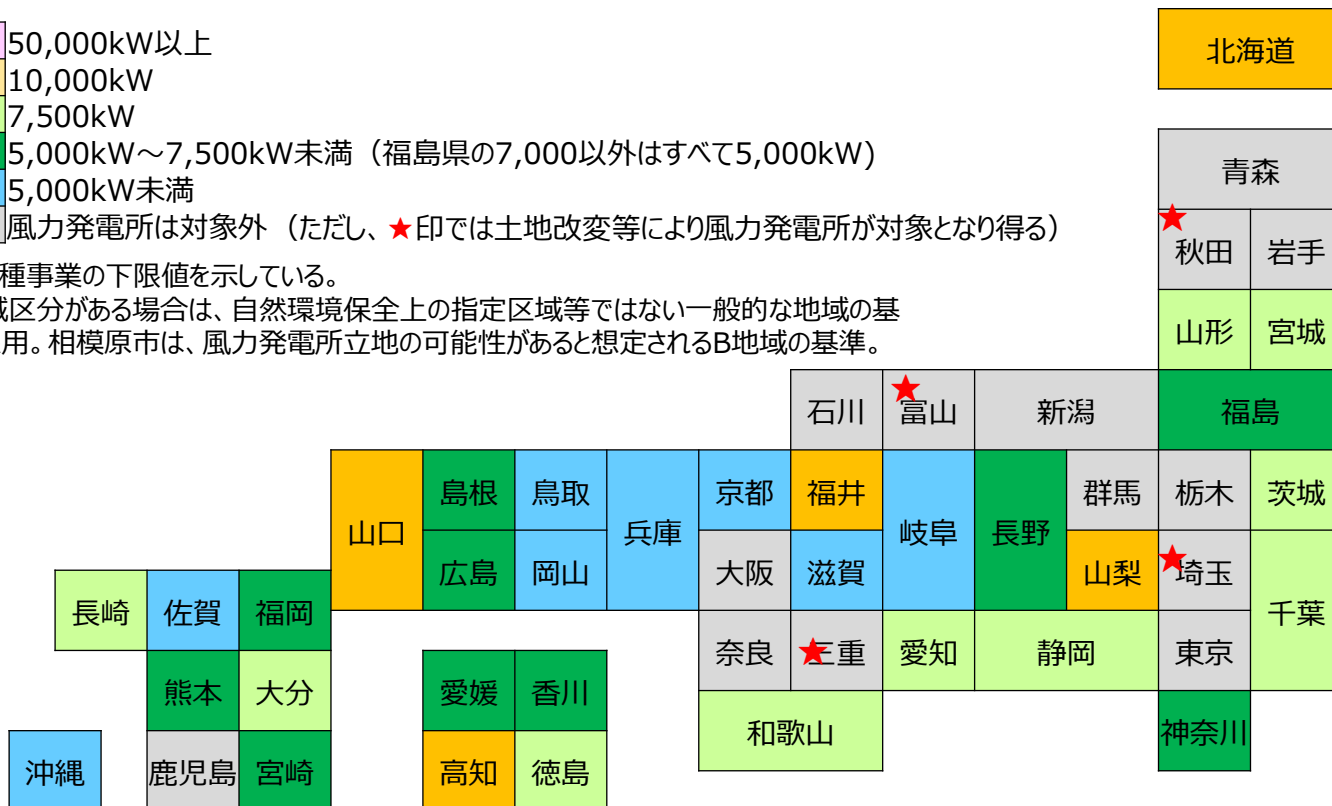 50,000kW以上
10,000kW
7,500kW
5,000kW～7,500kW未満（福島県の7,000以外はすべて5,000kW）
5,000kW未満
風力発電所は対象外（ただし、★印では土地改変等により風力発電所が対象となり得る）
種事業の下限値を示している。
区分がある場合は、自然環境保全上の指定区域等ではない一般的な地域の基
用。相模原市は、風力発電所立地の可能性があると想定されるB地域の基準。
北海道
青森
秋田 岩手
山形 宮城
石川 富山 新潟 福島
山口 島根 鳥取 兵庫 京都 福井 岐阜 長野 群馬 栃木 茨城
広島 岡山 大阪 滋賀 山梨 埼玉
長崎 佐賀 福岡 奈良 三重 愛知 静岡 東京 千葉
熊本 大分 愛媛 香川 和歌山 神奈川
沖縄 鹿児島 宮崎 高知 徳島